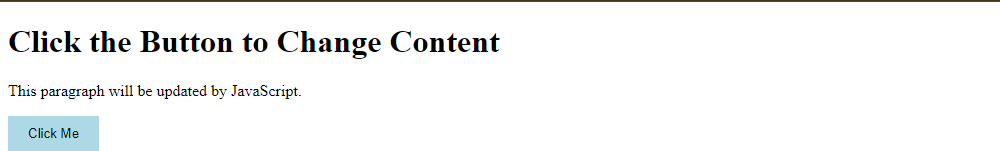 Click the Button to Change Content
This paragraph will be updated by JavaScript.
Click Me